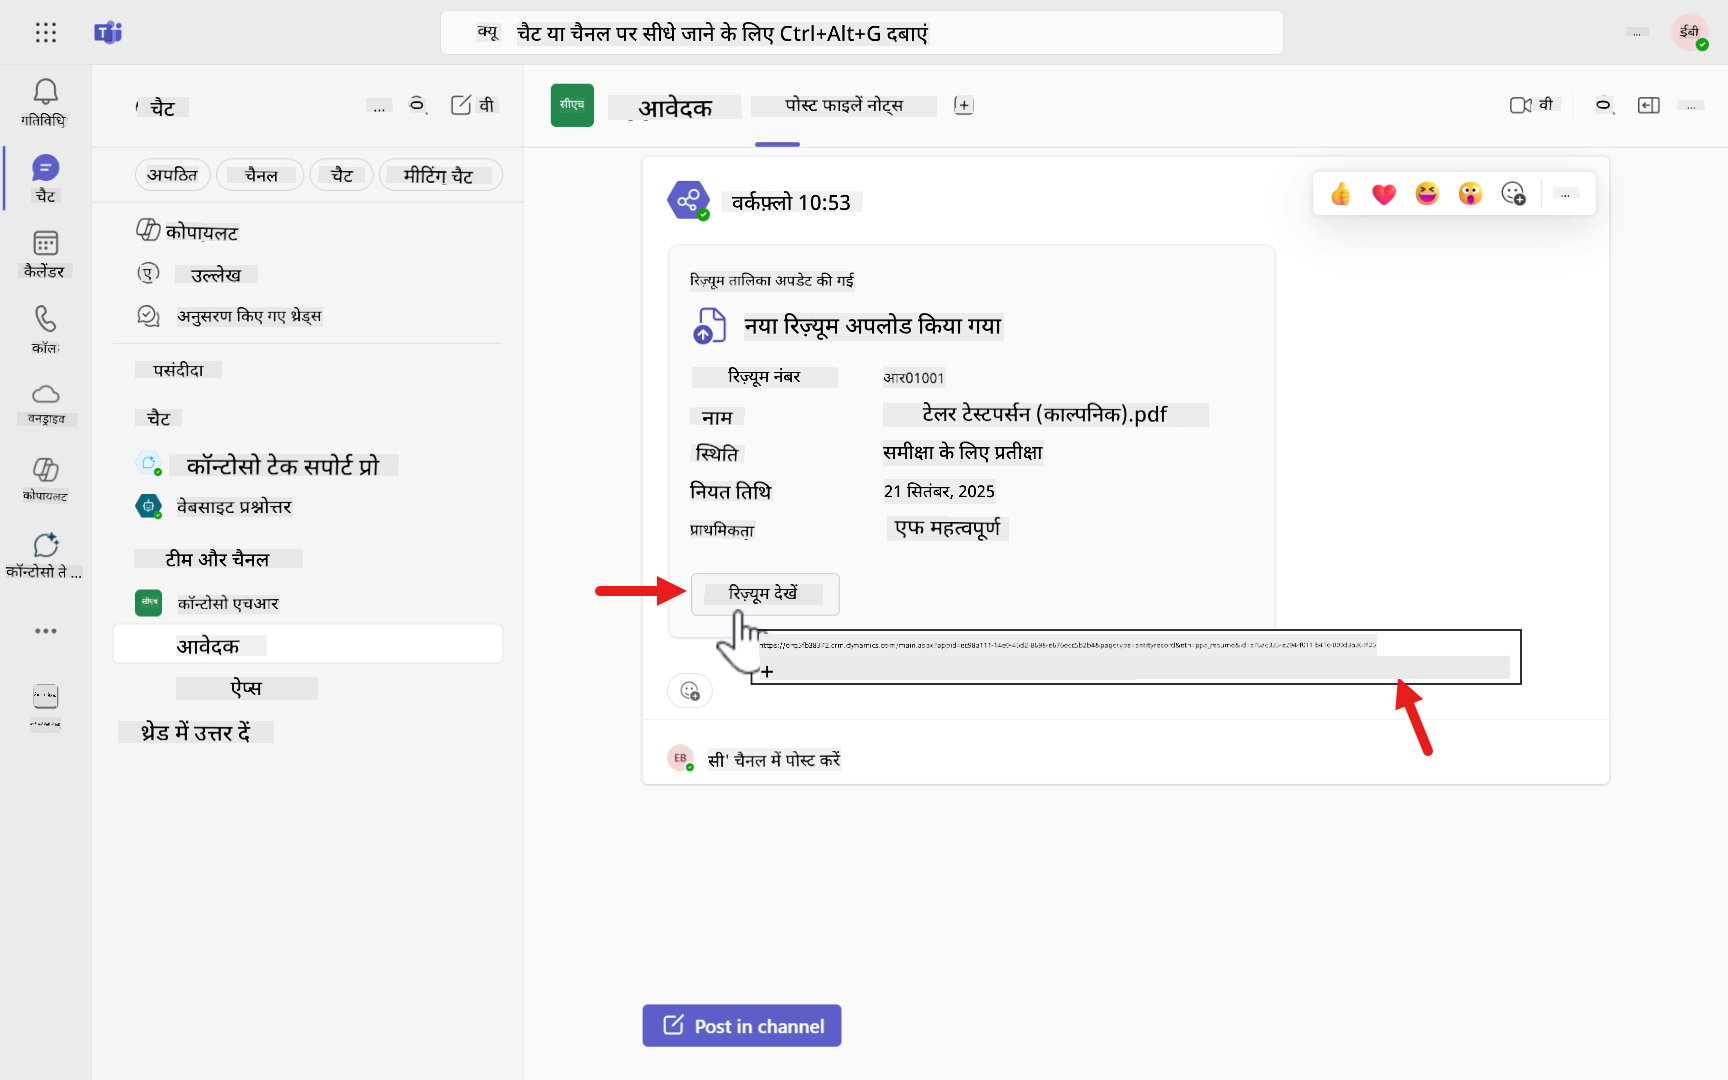 क्यू चैट या चैनल पर सीधे जाने के लिए Ctrl+Alt+G दबाएं
...
ईबी
गतिविधि
चैट
कैलेंडर
कॉल
वनड्राइव
कोपायलट
कॉन्टोसो ते ...
चैट
...
वी
अपठित
चैनल
चैट
मीटिंग चैट
कोपायलट
ए उल्लेख
अनुसरण किए गए थ्रेड्स
पसंदीदा
चैट
कॉन्टोसो टेक सपोर्ट प्रो
वेबसाइट प्रश्नोत्तर
टीम और चैनल
सीएच कॉन्टोसो एचआर
आवेदक
ऐप्स
थ्रेड में उत्तर दें
सीएच
आवेदक
पोस्ट फाइलें नोट्स
वी
...
वर्कफ़्लो 10:53
...
रिज़्यूम तालिका अपडेट की गई
नया रिज़्यूम अपलोड किया गया
रिज़्यूम नंबर आर01001
नाम टेलर टेस्टपर्सन (काल्पनिक).pdf
स्थिति समीक्षा के लिए प्रतीक्षा
नियत तिथि 21 सितंबर, 2025
प्राथमिकता एफ महत्वपूर्ण
रिज़्यूम देखें
+
EB सी' चैनल में पोस्ट करें
Post in channel